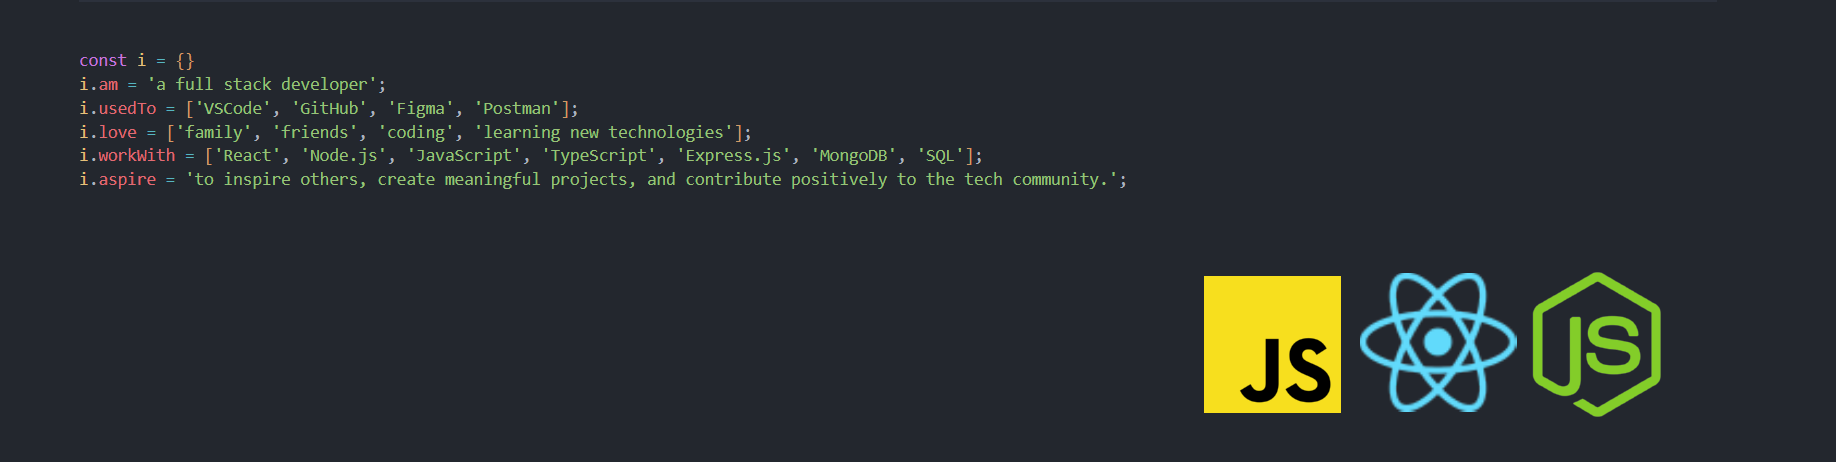 const i = {}
i.am = 'a full stack developer';
i.usedTo = ['VSCode', 'GitHub', 'Figma', 'Postman'];
i.love = ['family', 'friends', 'coding', 'learning new technologies'];
i.workWith = ['React', 'Node.js', 'JavaScript', 'TypeScript', 'Express.js', 'MongoDB', 'SQL'];
i.aspire = 'to inspire others, create meaningful projects, and contribute positively to the tech community.';
JS
JS